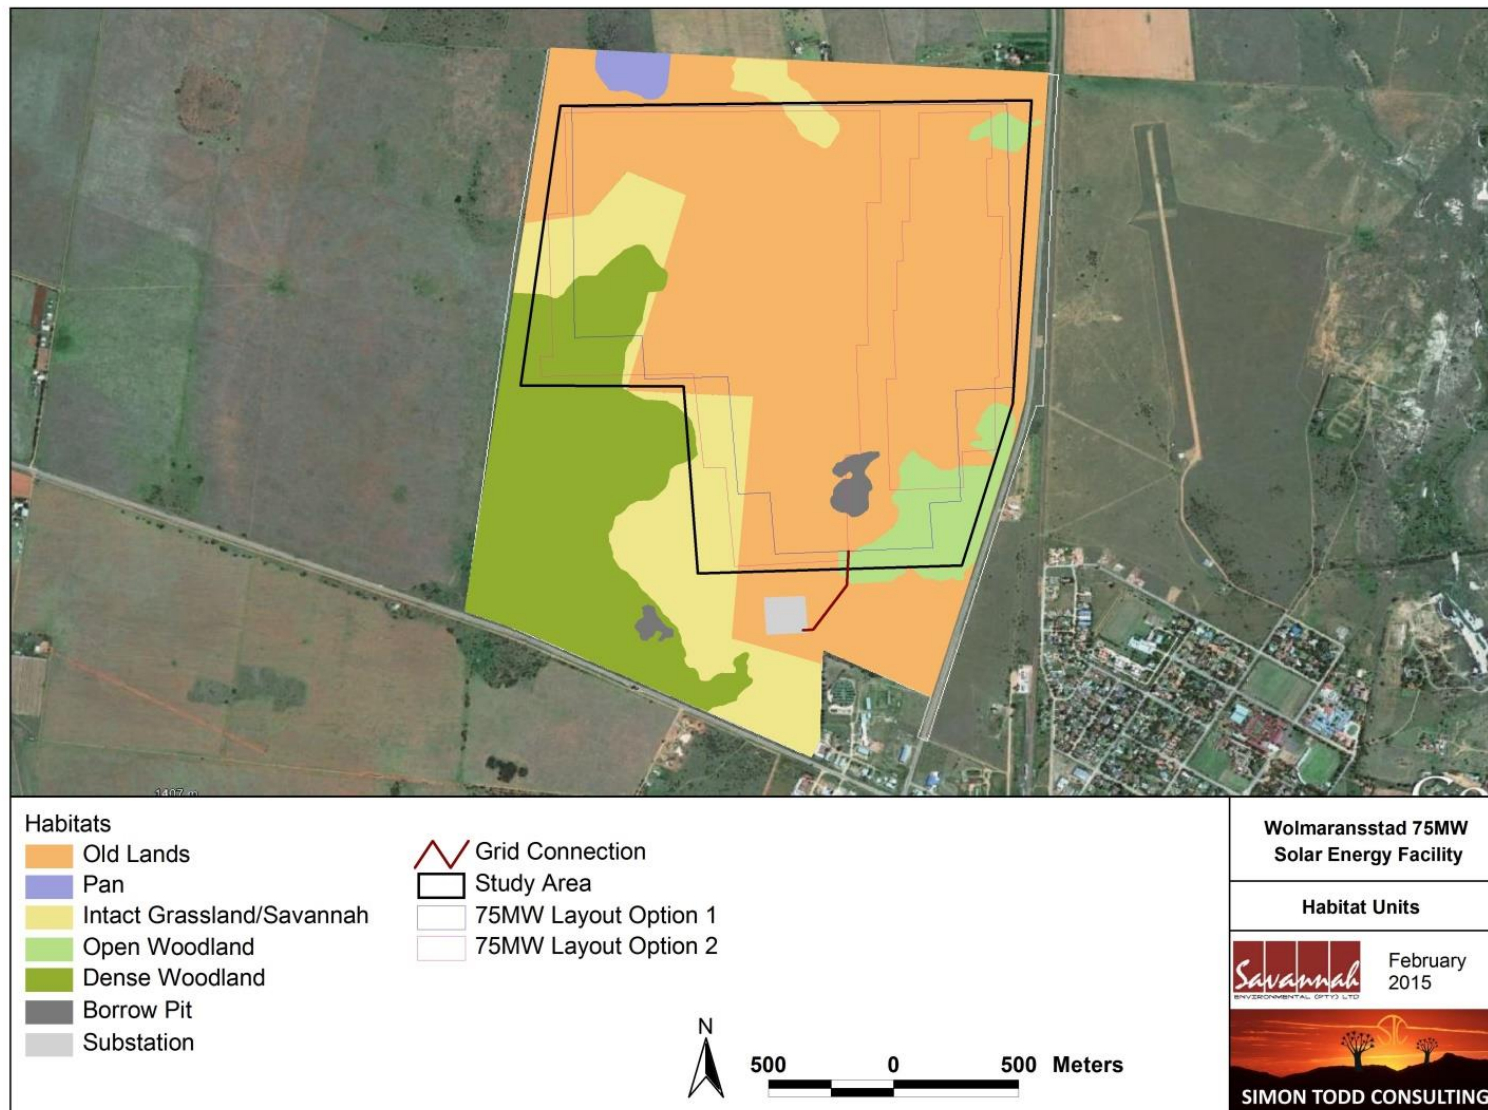 1407 m
Habitats
Old Lands
Pan
Intact Grassland/Savannah
Open Woodland
Dense Woodland
Borrow Pit
Substation
Grid Connection
Study Area
75MW Layout Option 1
75MW Layout Option 2
N
500 0 500 Meters
Wolmaransstad 75MW
Solar Energy Facility
Habitat Units
Savannah
ENVIRONMENTAL (PTY) LTD
February
2015
SIMON TODD CONSULTING